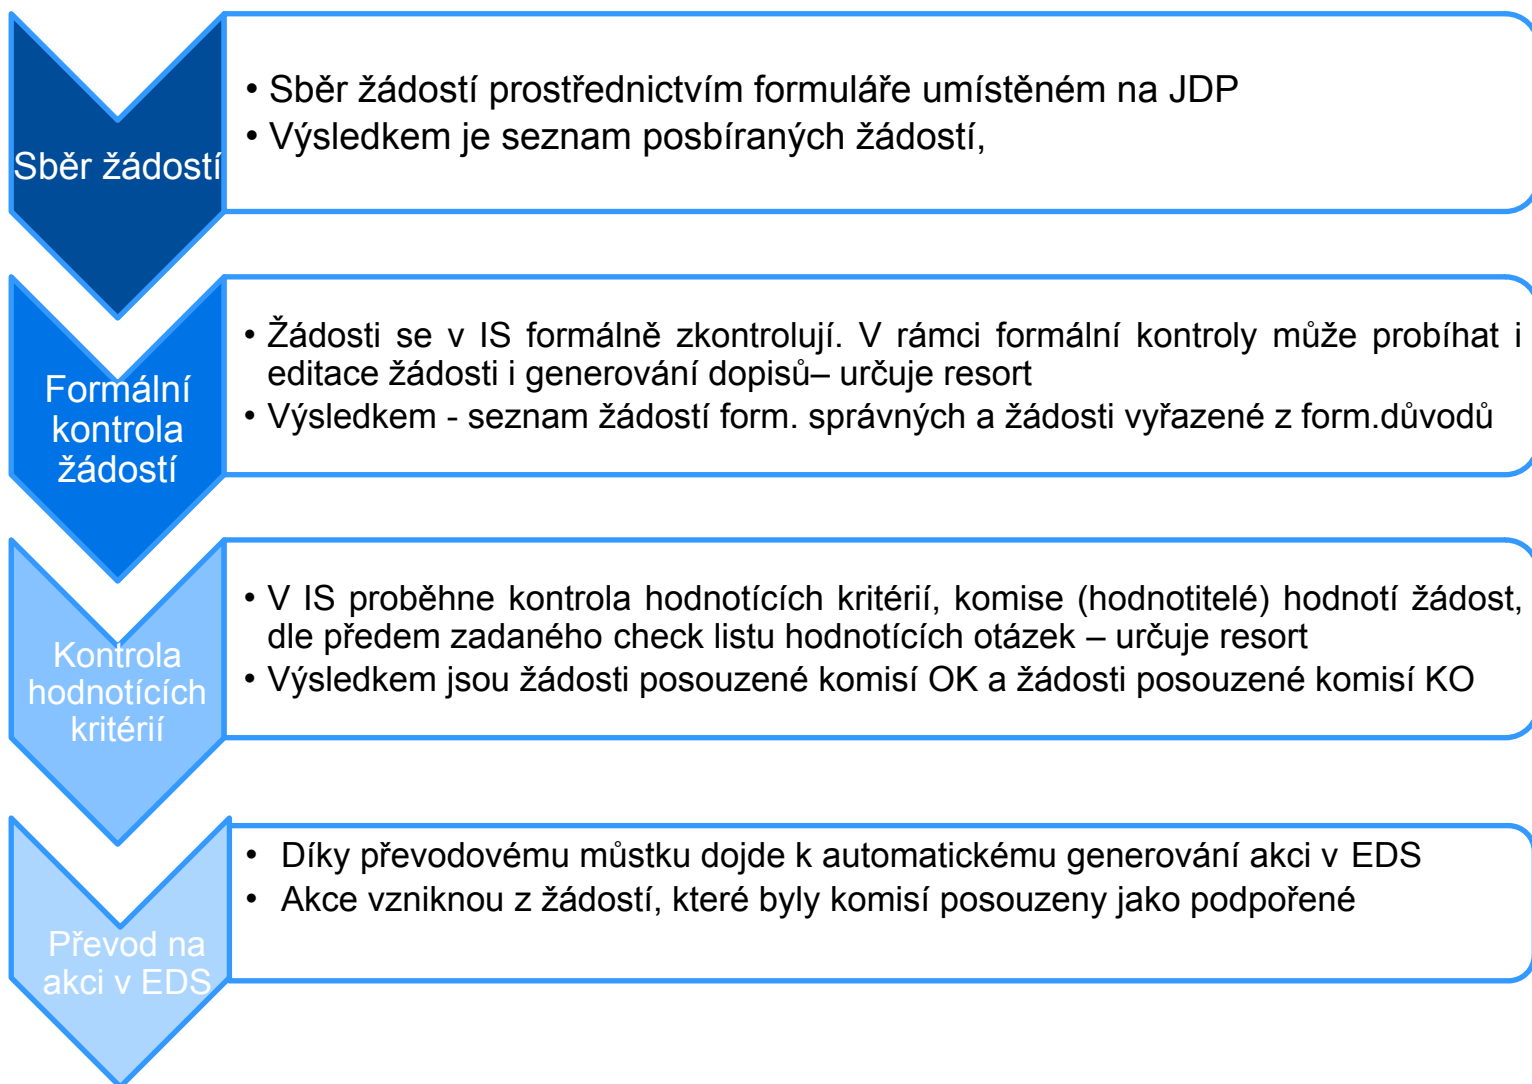 Sběr žádostí
• Sběr žádostí prostřednictvím formuláře umístěném na JDP
• Výsledkem je seznam posbíraných žádostí,
Formální
kontrola
žádostí
• Žádosti se v IS formálně zkontrolují. V rámci formální kontroly může probíhat i
editace žádosti i generování dopisů– určuje resort
• Výsledkem - seznam žádostí form. správných a žádosti vyřazené z form.důvodů
Kontrola
hodnotících
kritérií
• V IS proběhne kontrola hodnotících kritérií, komise (hodnotitelé) hodnotí žádost,
dle předem zadaného check listu hodnotících otázek – určuje resort
• Výsledkem jsou žádosti posouzené komisí OK a žádosti posouzené komisí KO
Převod na
akci v EDS
• Díky převodovému můstku dojde k automatickému generování akci v EDS
• Akce vzniknou z žádostí, které byly komisí posouzeny jako podpořené